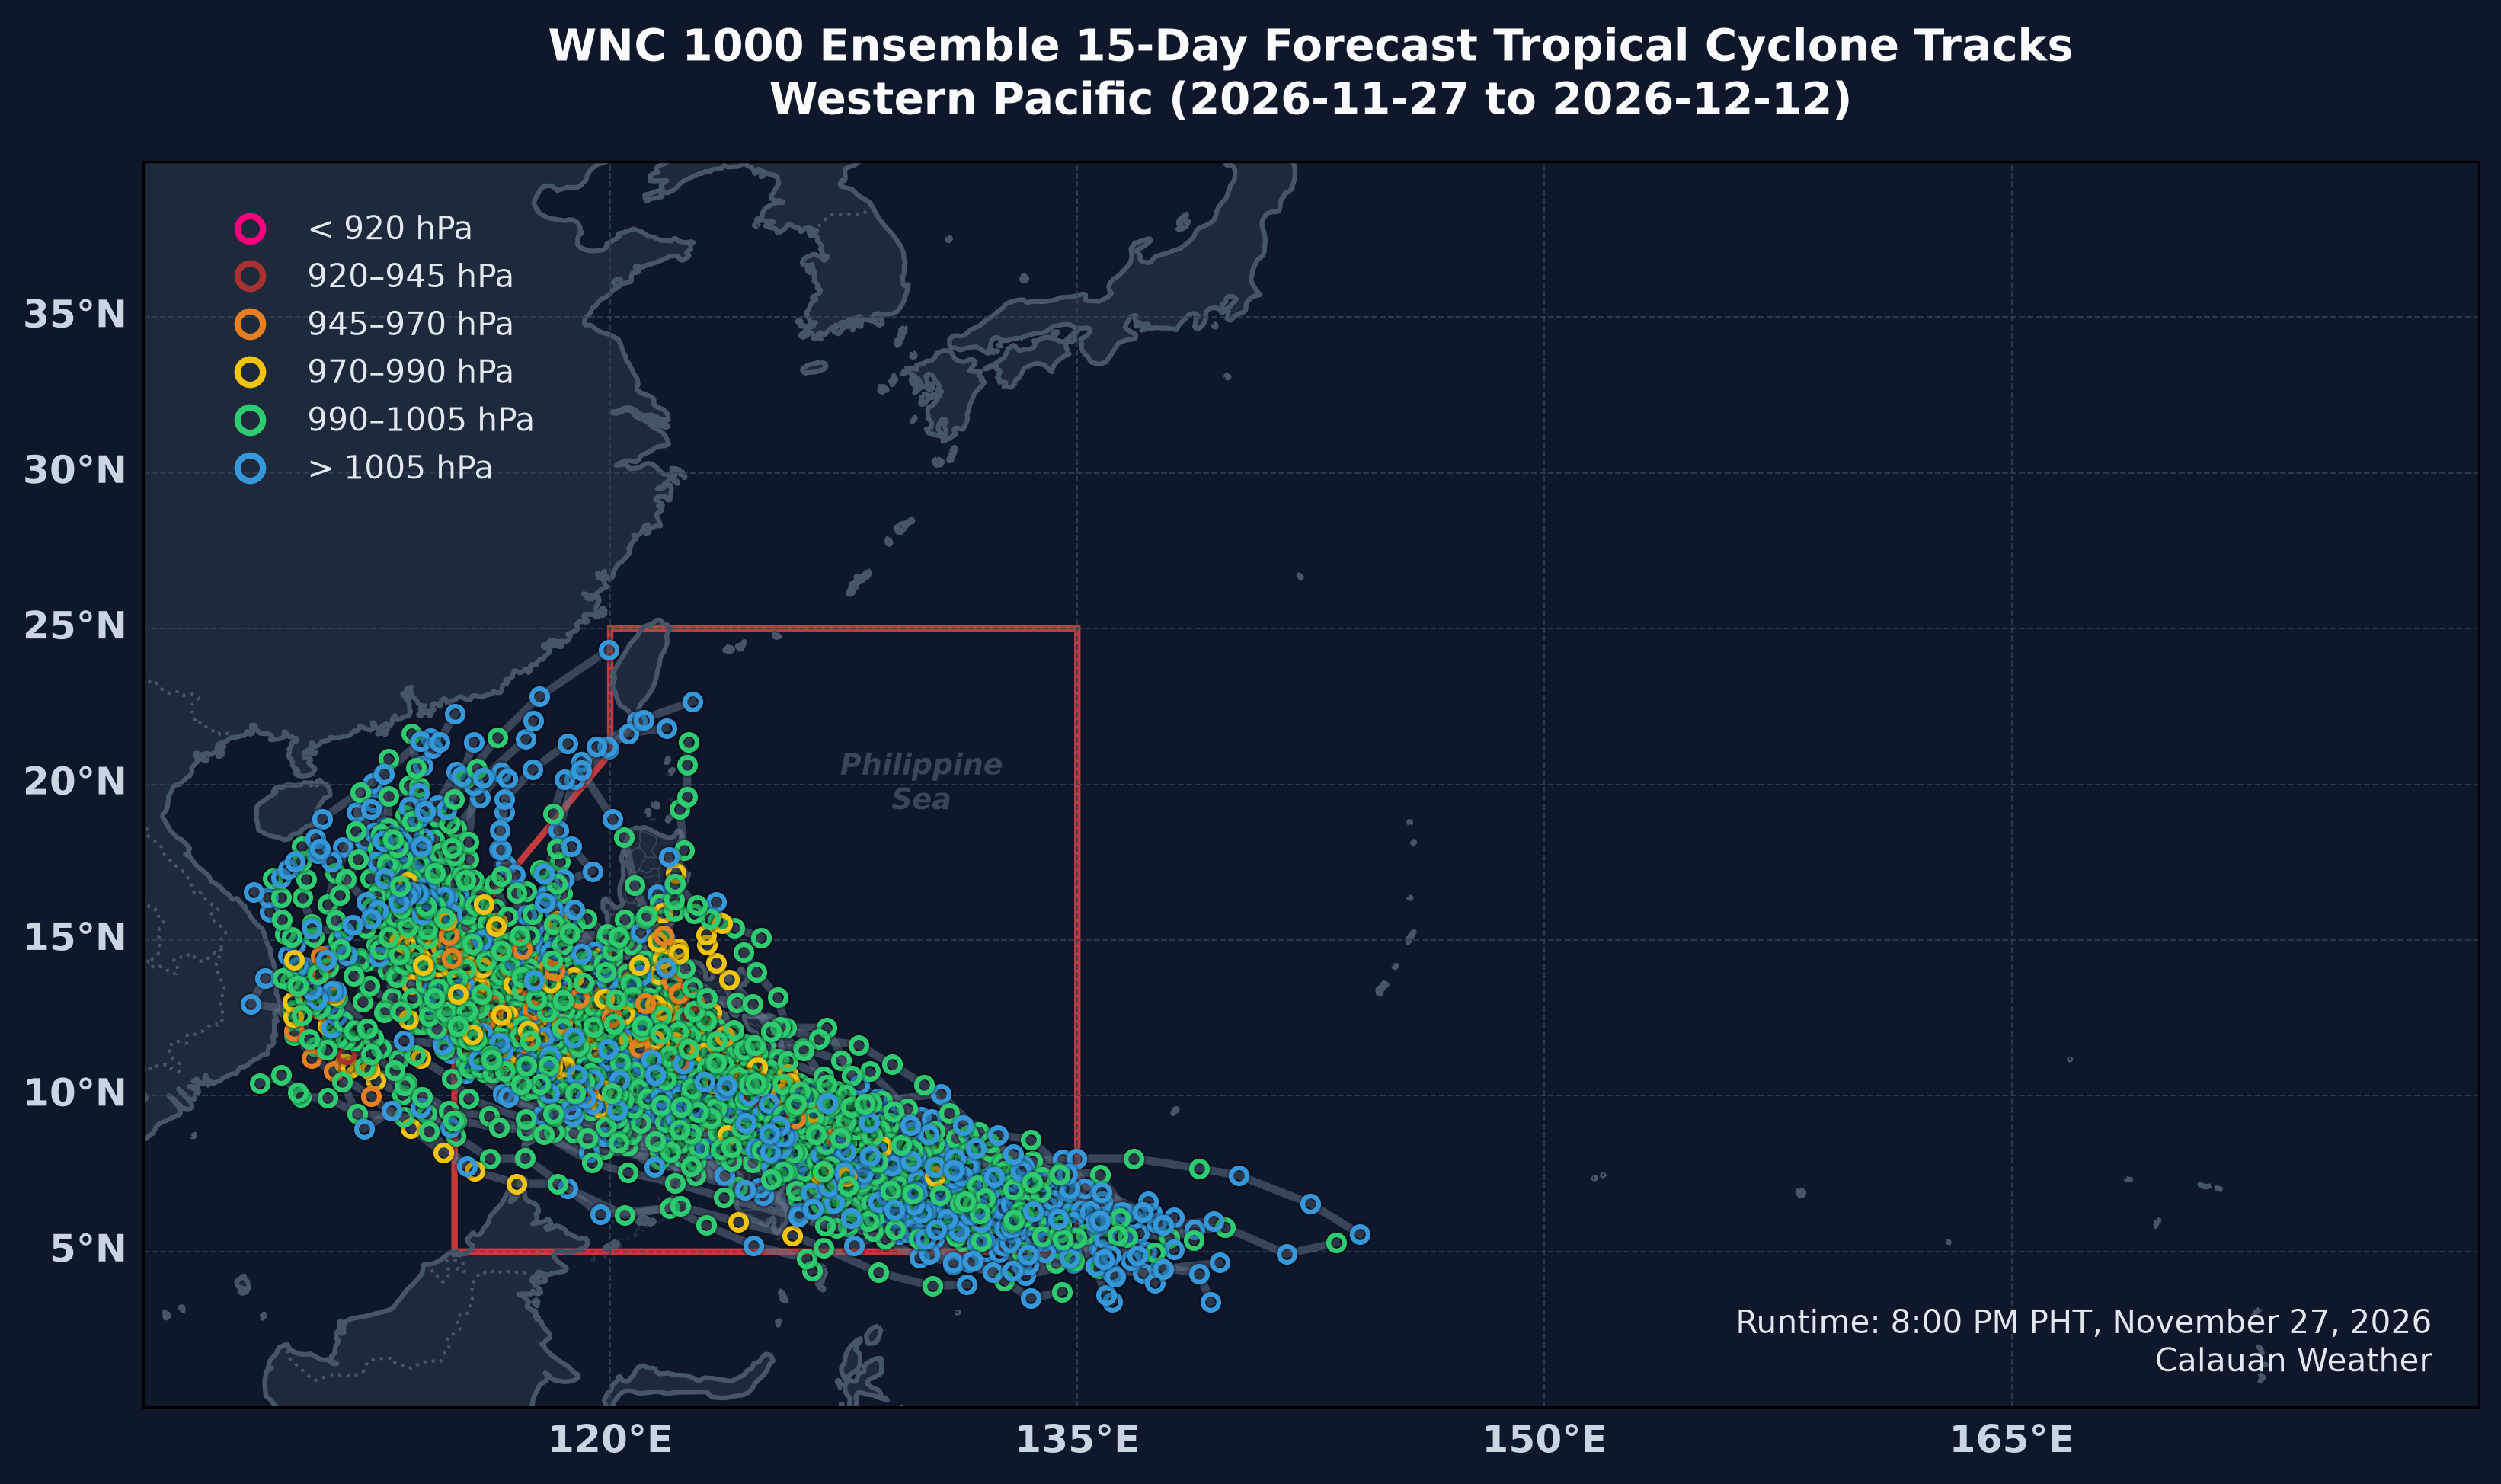 WNC 1000 Ensemble 15-Day Forecast Tropical Cyclone Tracks
Western Pacific (2026-11-27 to 2026-12-12)
< 920 hPa
920–945 hPa
945–970 hPa
970–990 hPa
990–1005 hPa
> 1005 hPa
35°N
30°N
25°N
20°N
15°N
10°N
5°N
Philippine
Sea
Runtime: 8:00 PM PHT, November 27, 2026
Calauan Weather
120°E
135°E
150°E
165°E